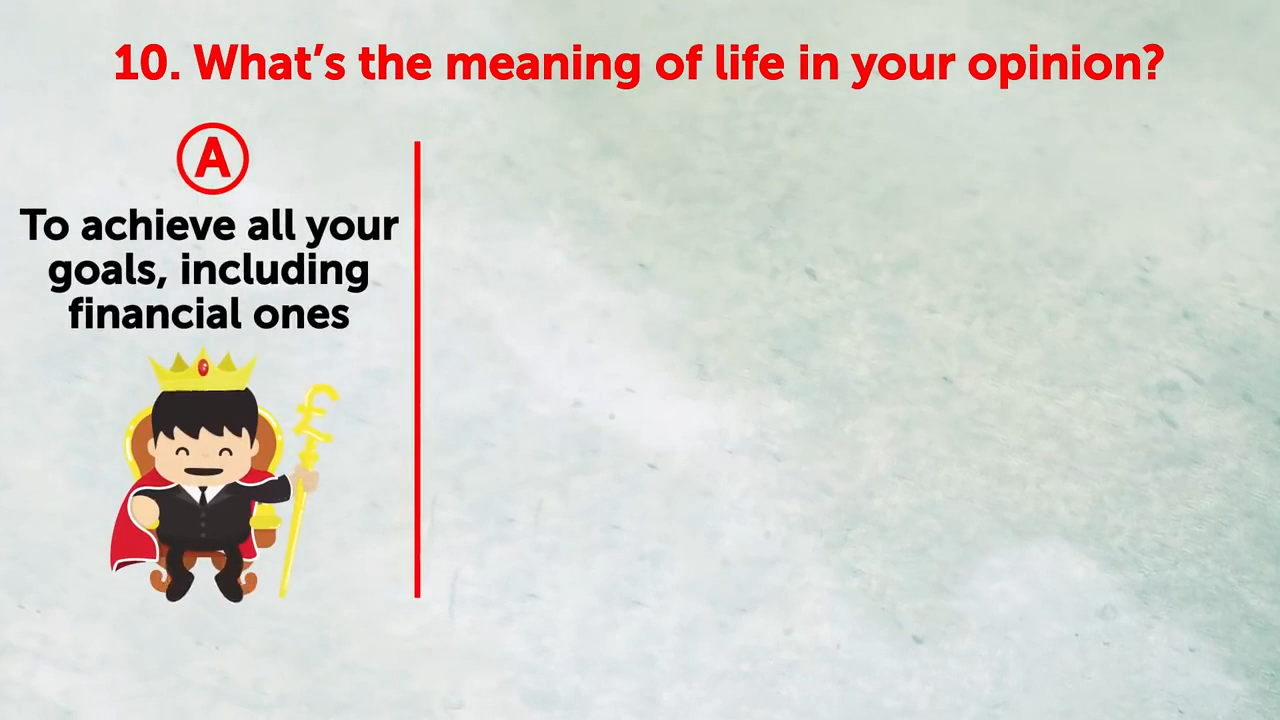 10. What’s the meaning of life in your opinion?
A
To achieve all your
goals, including
financial ones